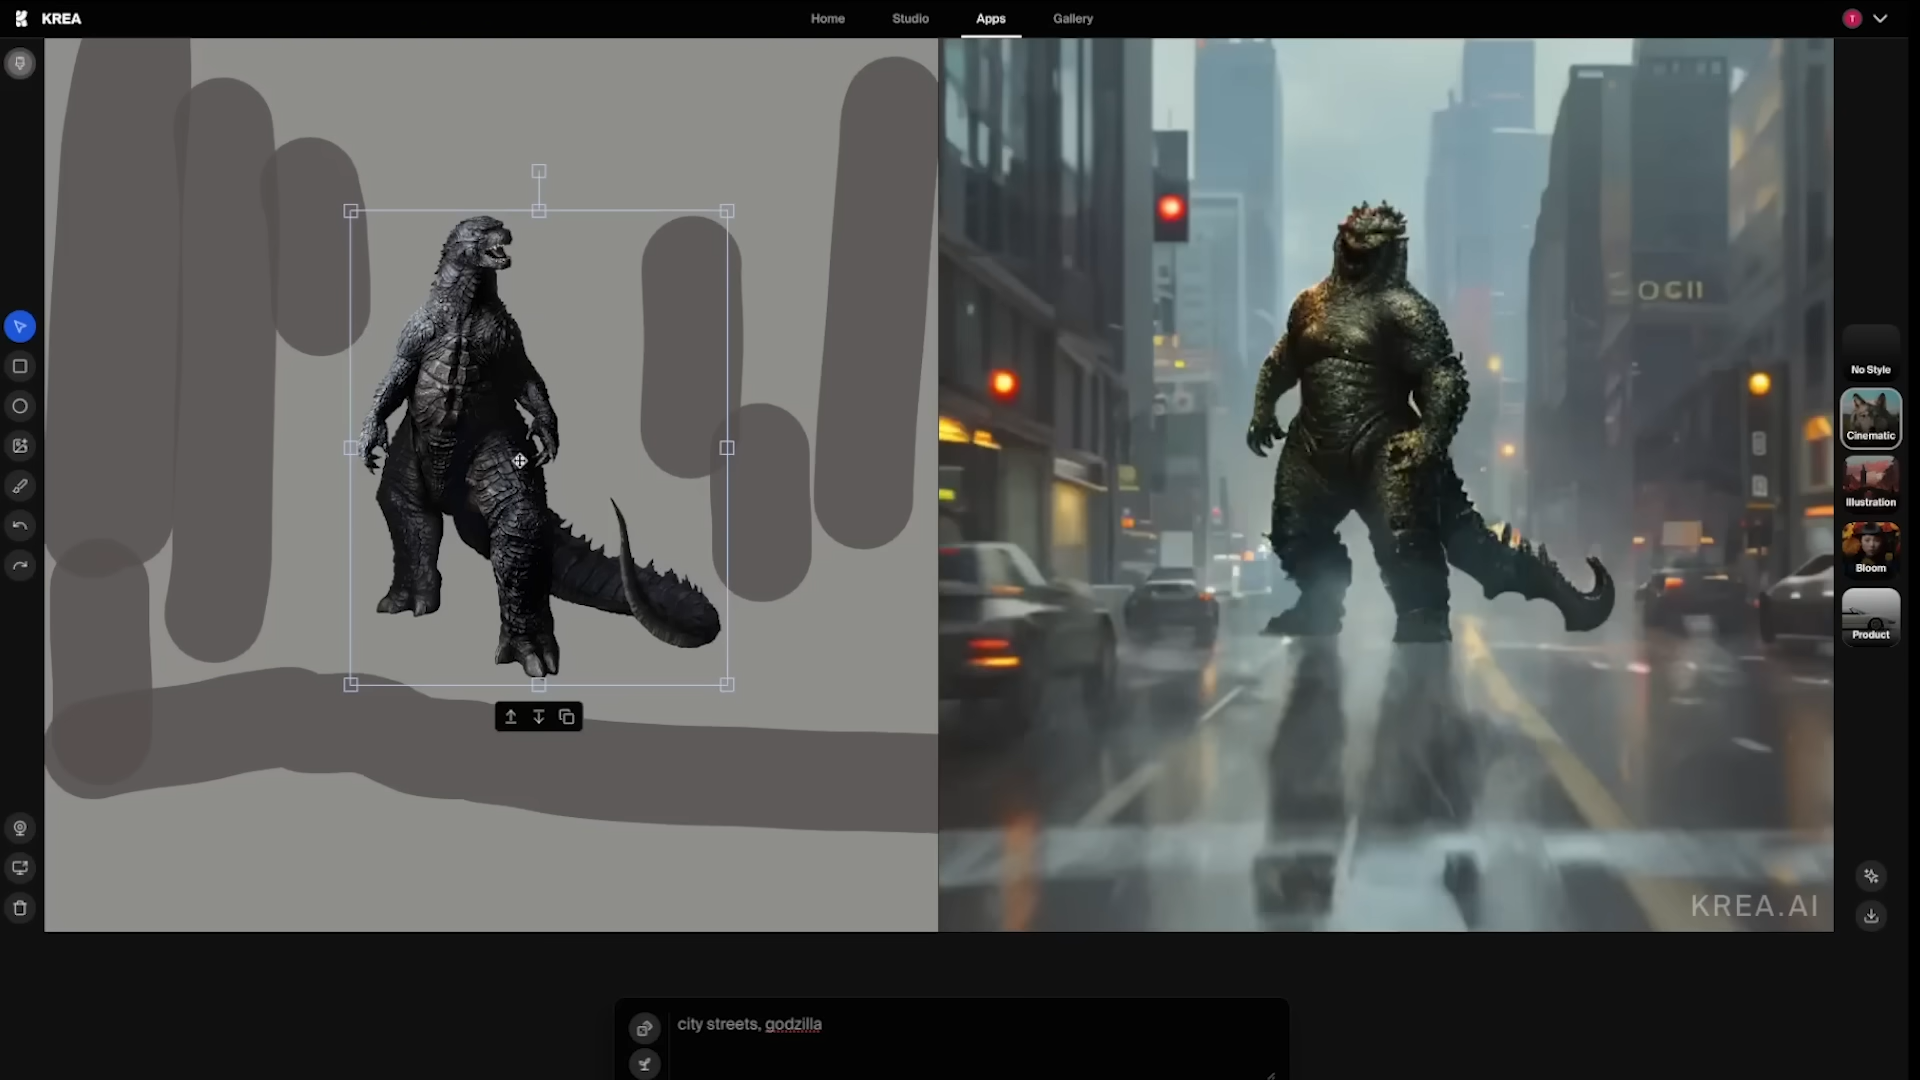 KREA
Home
Studio
Apps
Gallery
T
OCII
No Style
Cinematic
Illustration
Bloom
Product
KREA.AI
city streets, godzilla